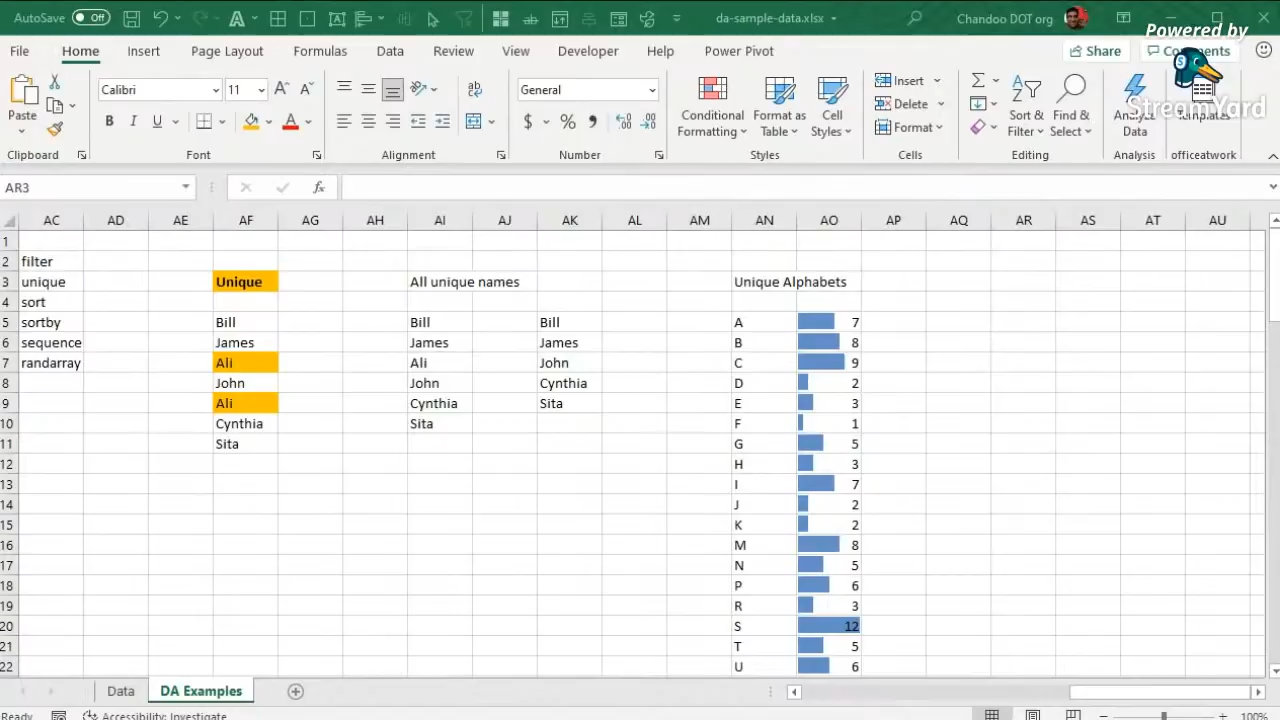 AutoSave Off da-sample-data.xlsx Chandoo DOT org
Powered by
File Home Insert Page Layout Formulas Data Review View Developer Help Power Pivot Share Comments
StreamYard
Calibri 11 General
Paste B I U $ % Conditional Formatting Format as Table Cell Styles Insert Delete Format Sort & Filter Find & Select Analyze Data Templates
Clipboard Font Alignment Number Styles Cells Editing Analysis officeatwork
AR3 fx
AC AD AE AF AG AH AI AJ AK AL AM AN AO AP AQ AR AS AT AU
1
2 filter
3 unique Unique All unique names Unique Alphabets
4 sort
5 sortby Bill Bill Bill A 7
6 sequence James James James B 8
7 randarray Ali Ali John C 9
8 John John Cynthia D 2
9 Ali Cynthia Sita E 3
10 Cynthia Sita F 1
11 Sita G 5
12 H 3
13 I 7
14 J 2
15 K 2
16 M 8
17 N 5
18 P 6
19 R 3
20 S 12
21 T 5
22 U 6
Data DA Examples
Ready Accessibility: Investigate 100%